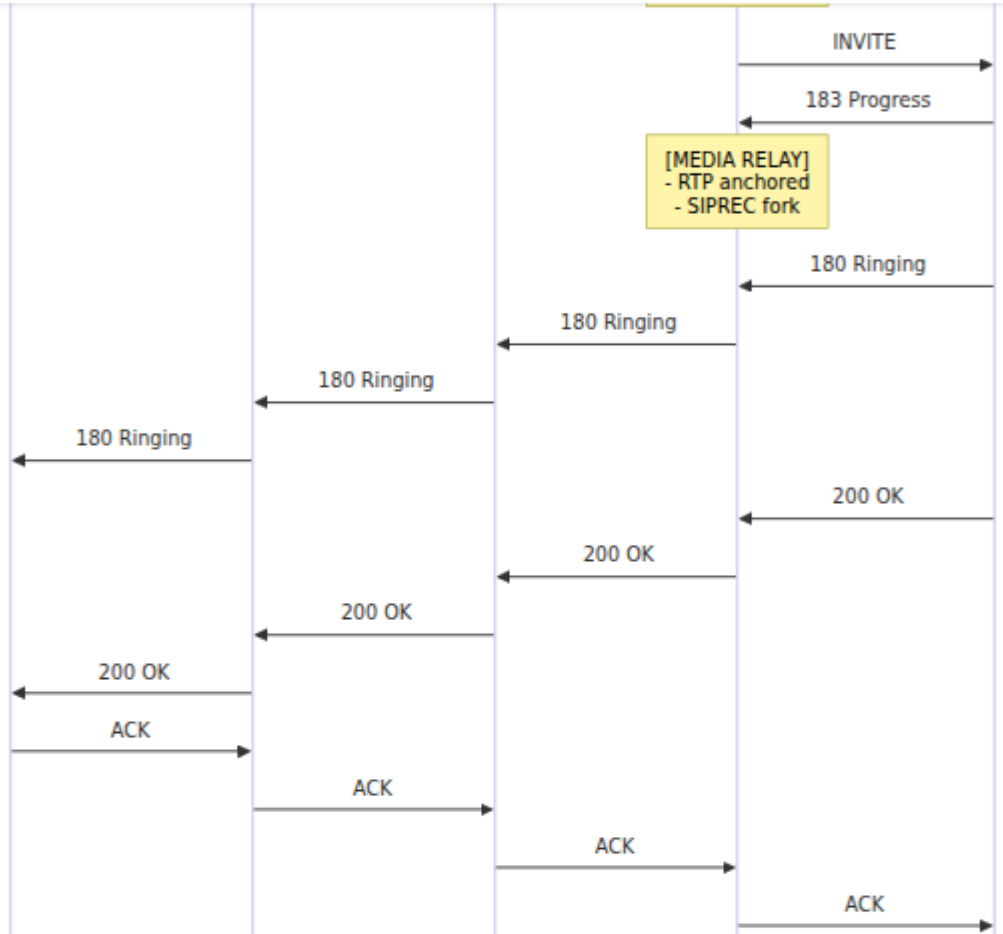 INVITE
183 Progress
[MEDIA RELAY]
- RTP anchored
- SIPREC fork
180 Ringing
180 Ringing
180 Ringing
180 Ringing
200 OK
200 OK
200 OK
200 OK
ACK
ACK
ACK
ACK